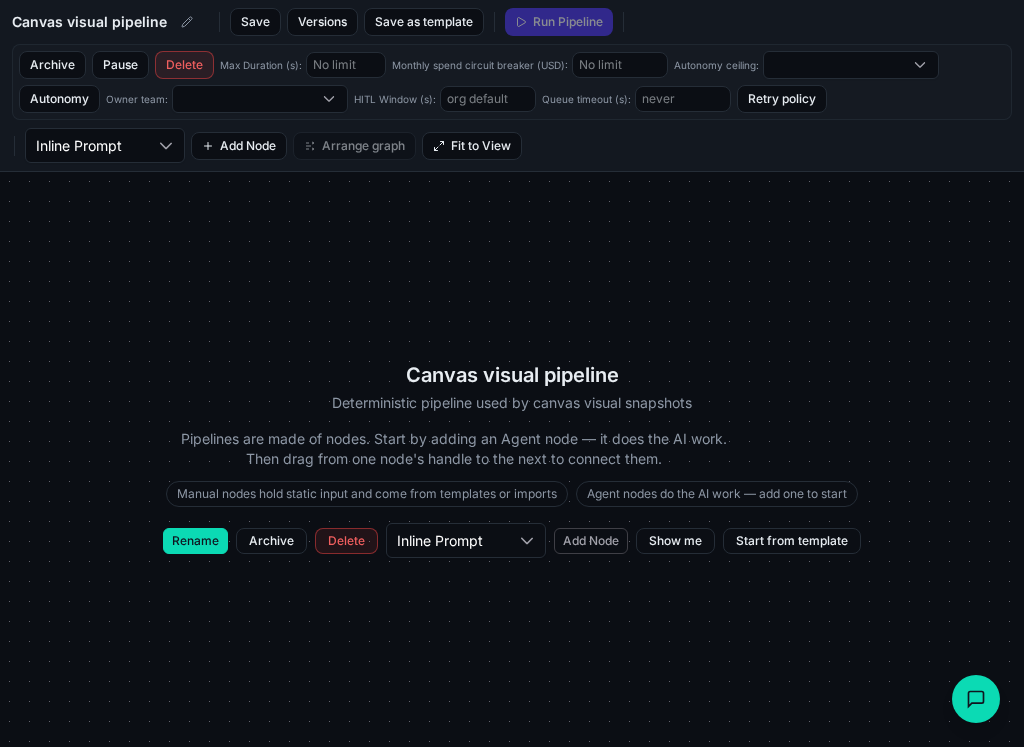 Canvas visual pipeline Save Versions Save as template Run Pipeline
Archive Pause Delete Max Duration (s): No limit Monthly spend circuit breaker (USD): No limit Autonomy ceiling:
Autonomy Owner team: HITL Window (s): org default Queue timeout (s): never Retry policy
Inline Prompt Add Node Arrange graph Fit to View
Canvas visual pipeline
Deterministic pipeline used by canvas visual snapshots
Pipelines are made of nodes. Start by adding an Agent node — it does the AI work.
Then drag from one node's handle to the next to connect them.
Manual nodes hold static input and come from templates or imports Agent nodes do the AI work — add one to start
Rename Archive Delete Inline Prompt Add Node Show me Start from template